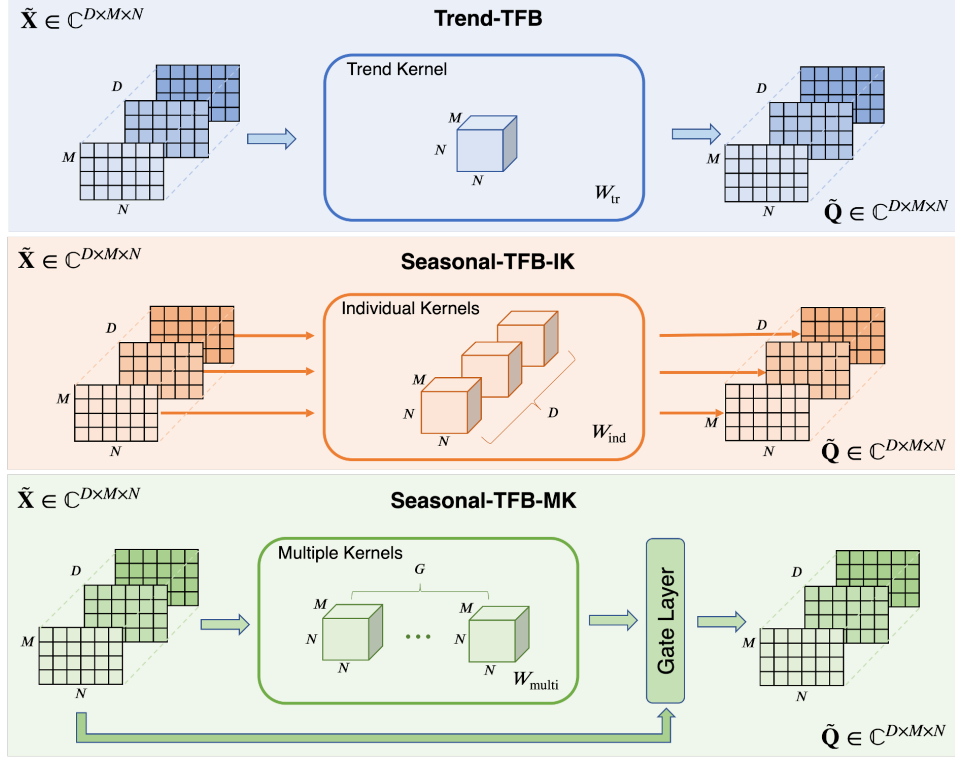 X̃ ∈ ℂ^{D×M×N}
Trend-TFB
D
M
N
Trend Kernel
M
N
N
W_tr
D
M
N
Q̃ ∈ ℂ^{D×M×N}
X̃ ∈ ℂ^{D×M×N}
Seasonal-TFB-IK
D
M
N
Individual Kernels
M
N
N
D
W_ind
D
M
N
Q̃ ∈ ℂ^{D×M×N}
X̃ ∈ ℂ^{D×M×N}
Seasonal-TFB-MK
D
M
N
Multiple Kernels
G
M
N
N
...
M
N
N
W_multi
Gate Layer
D
M
N
Q̃ ∈ ℂ^{D×M×N}